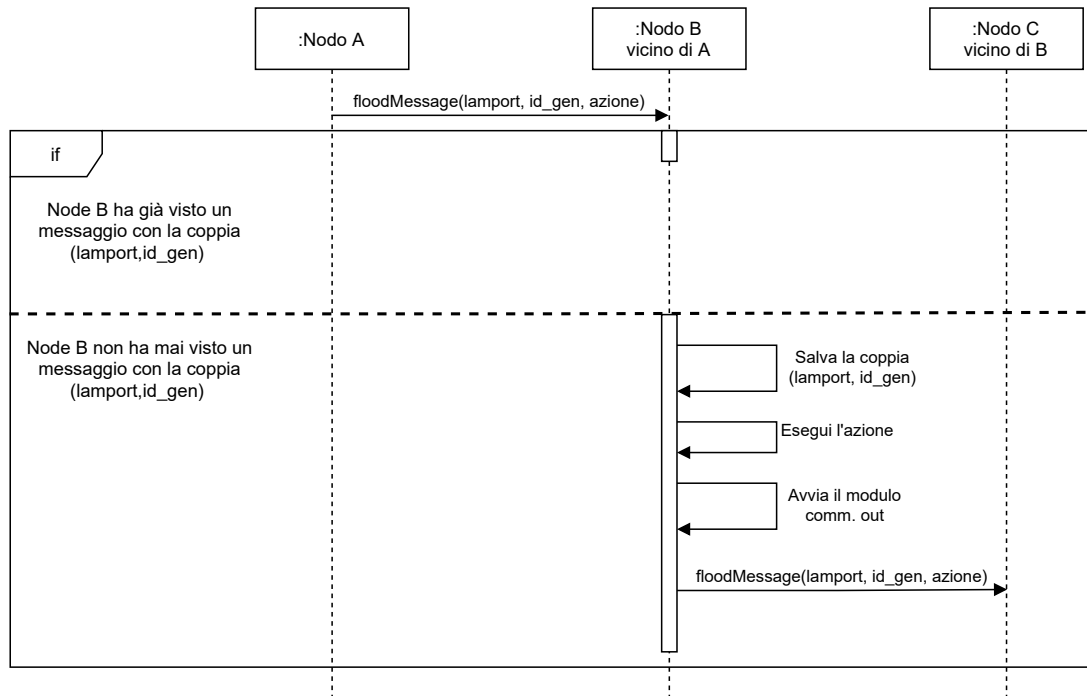 :Nodo A
:Nodo B
vicino di A
:Nodo C
vicino di B
floodMessage(lamport, id_gen, azione)
if
Node B ha già visto un
messaggio con la coppia
(lamport,id_gen)
Node B non ha mai visto un
messaggio con la coppia
(lamport,id_gen)
Salva la coppia
(lamport, id_gen)
Esegui l'azione
Avvia il modulo
comm. out
floodMessage(lamport, id_gen, azione)